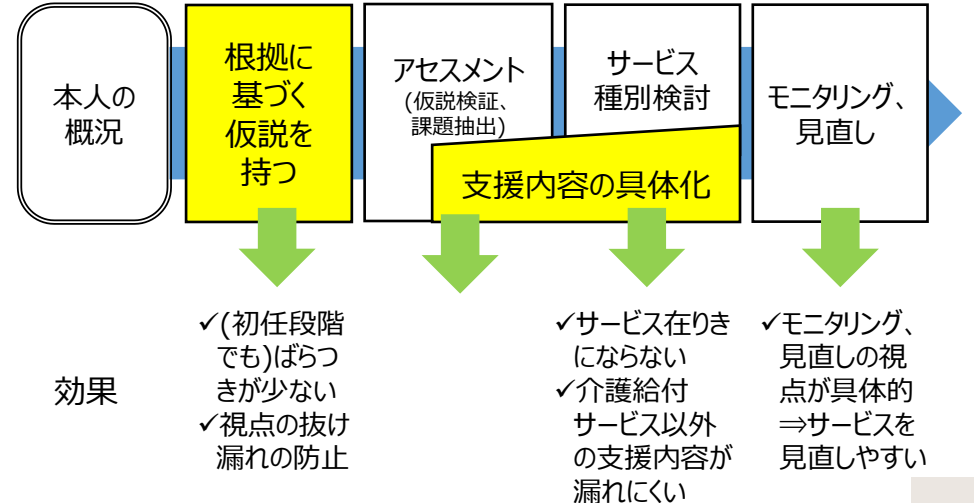 本人の
概況
根拠に
基づく
仮説を
持つ
アセスメント
(仮説検証、
課題抽出)
サービス
種別検討
支援内容の具体化
モニタリング、
見直し
効果
✓(初任段階
でも)ばらつ
きが少ない
✓視点の抜け
漏れの防止
✓サービス在りき
にならない
✓介護給付
サービス以外
の支援内容が
漏れにくい
✓モニタリング、
見直しの視
点が具体的
⇒サービスを
見直しやすい